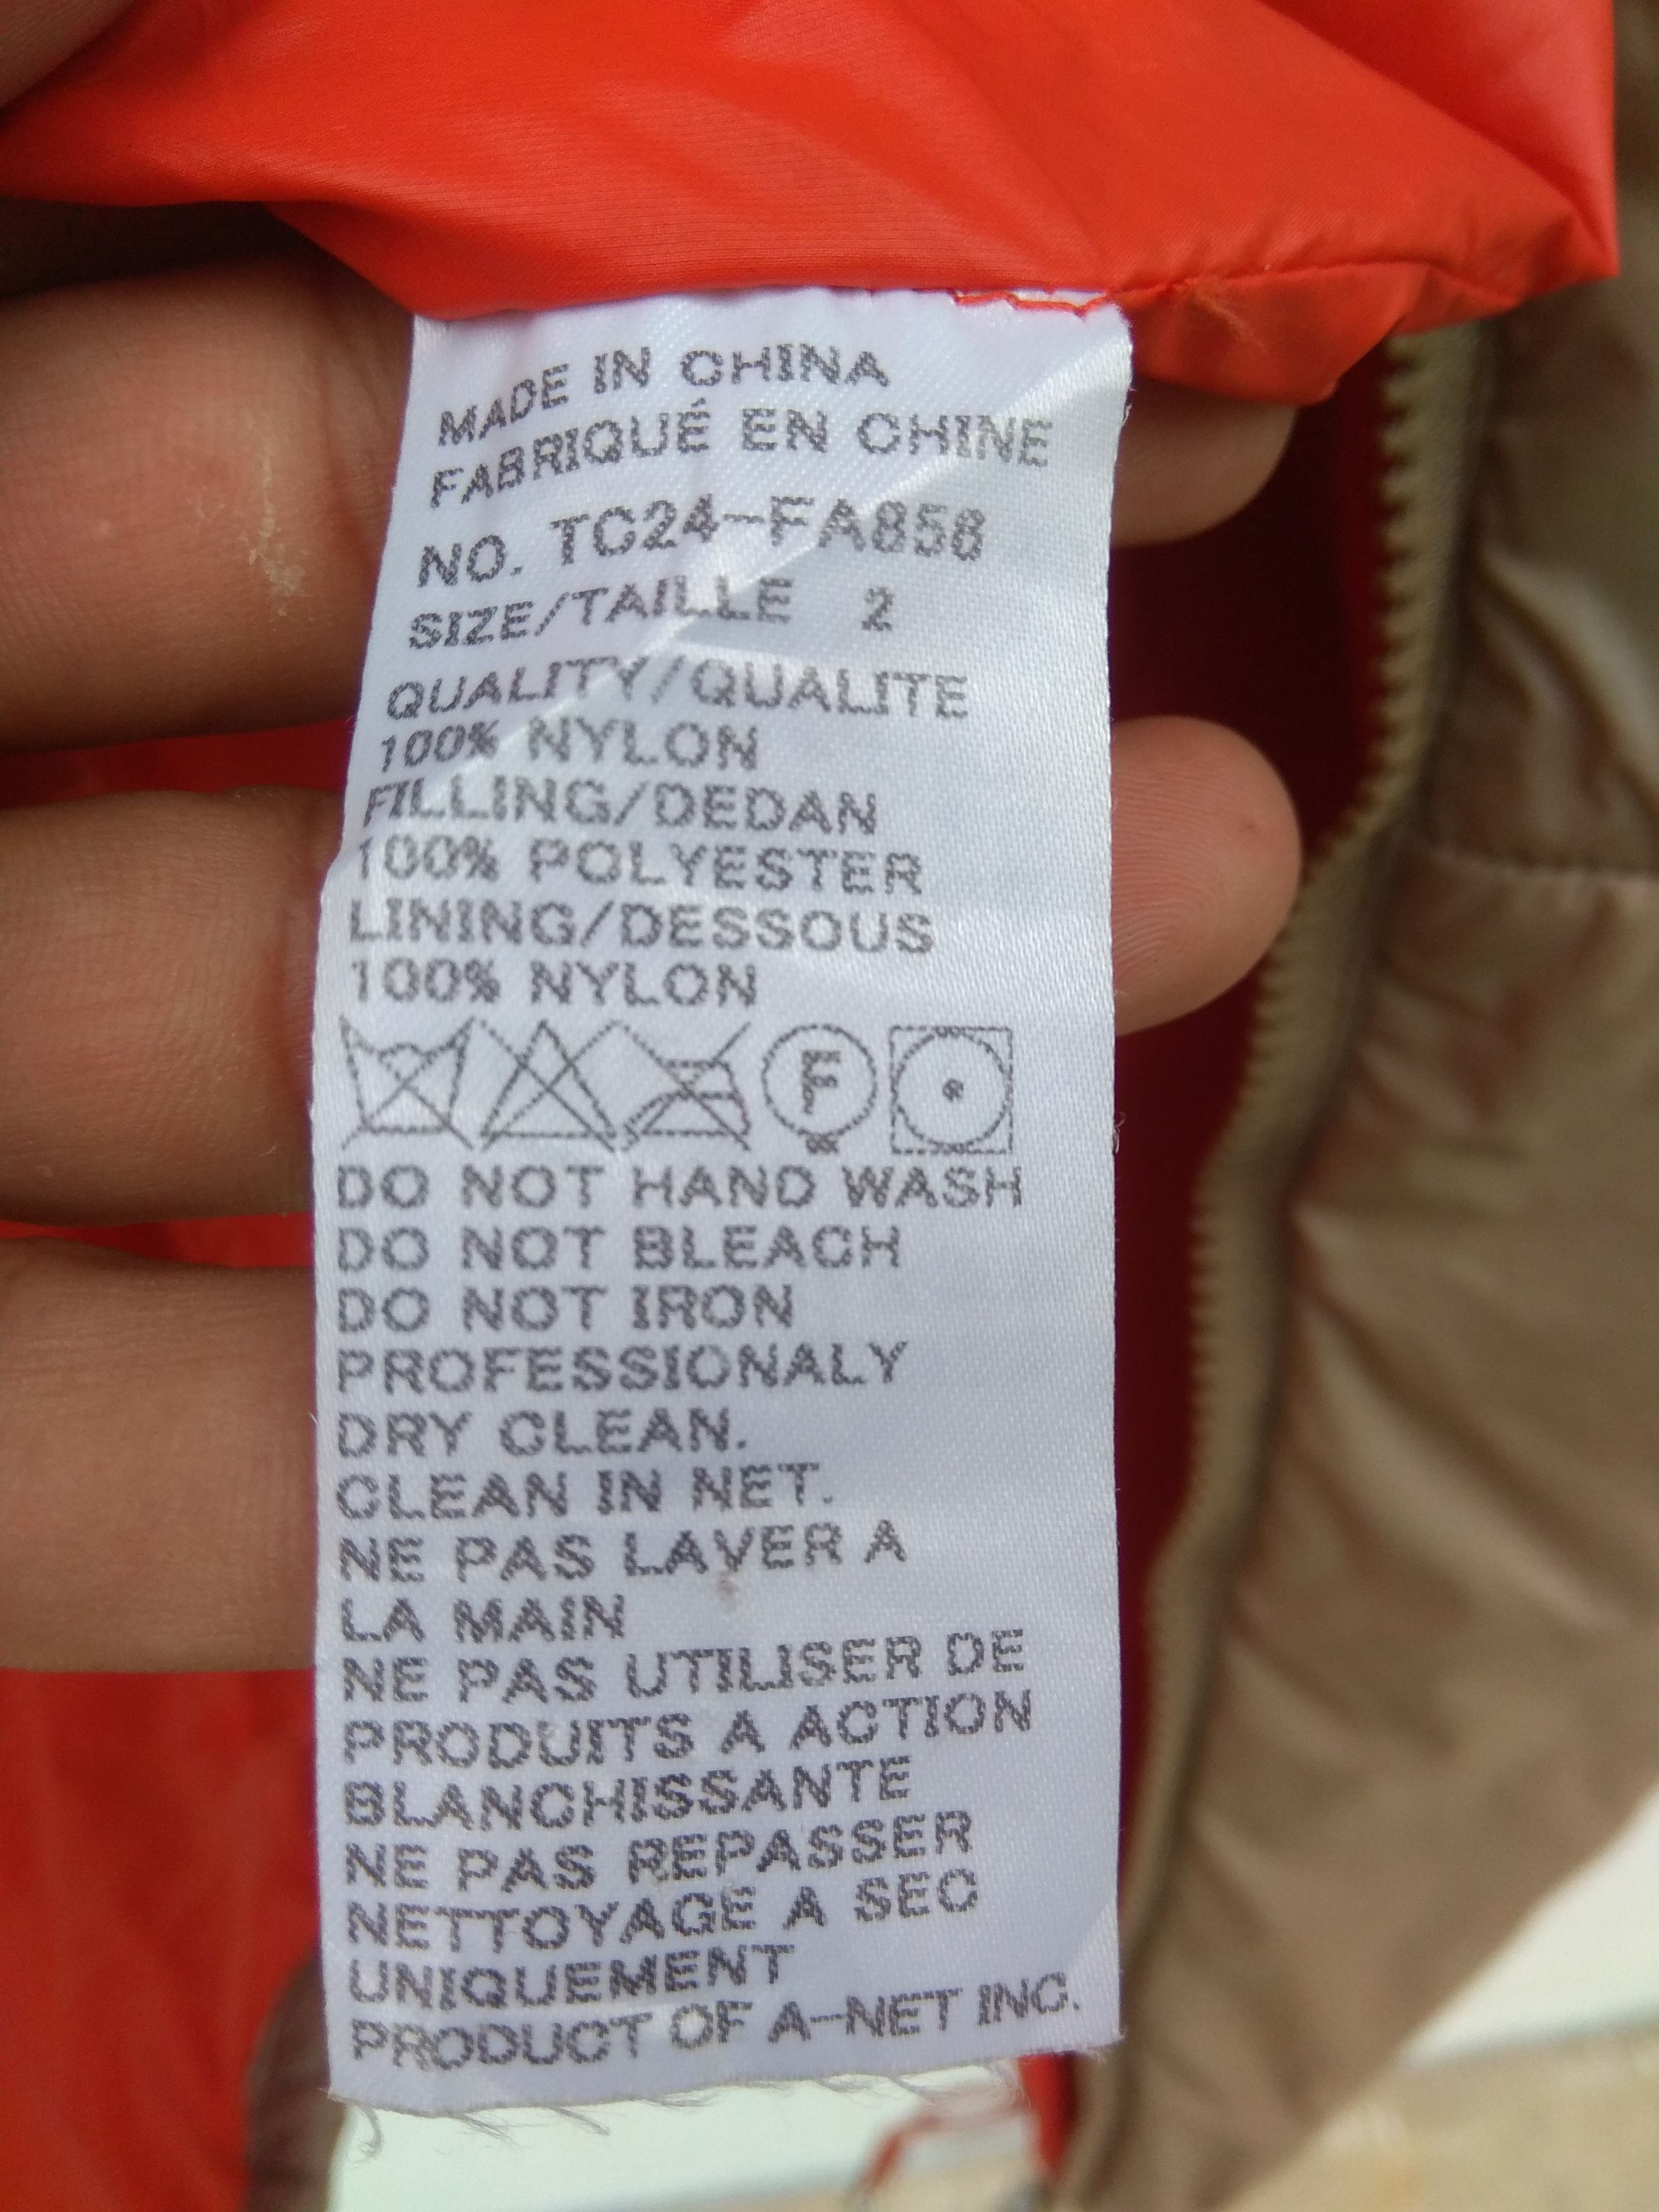 MADE IN CHINA
FABRIQUÉ EN CHINE
NO. TC24-FA858
SIZE/TAILLE 2
QUALITY/QUALITE
100% NYLON
FILLING/DEDAN
100% POLYESTER
LINING/DESSOUS
100% NYLON
F
DO NOT HAND WASH
DO NOT BLEACH
DO NOT IRON
PROFESSIONALY
DRY CLEAN.
CLEAN IN NET.
NE PAS LAVER A
LA MAIN
NE PAS UTILISER DE
PRODUITS A ACTION
BLANCHISSANTE
NE PAS REPASSER
NETTOYAGE A SEC
UNIQUEMENT
PRODUCT OF A-NET INC.